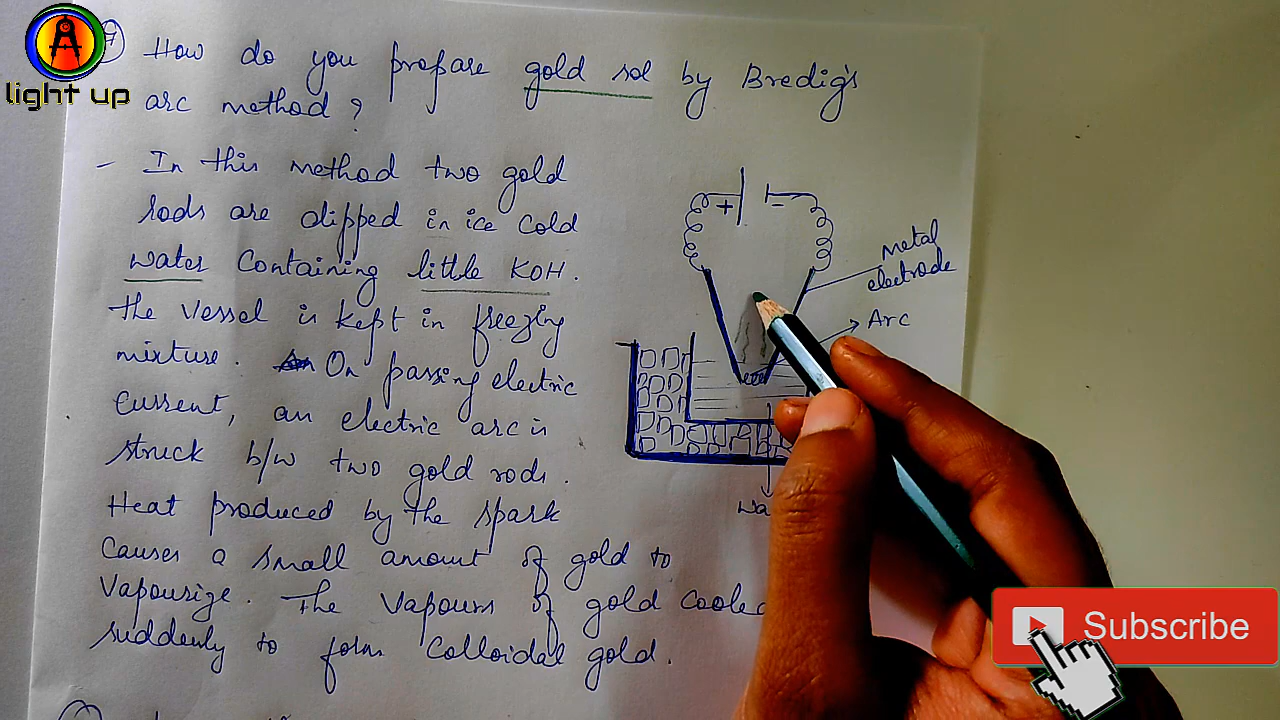 light up
7 How do you prepare gold sol by Bredig's
arc method ?
- In this method two gold
rods are dipped in ice cold
water containing little KOH.
the vessel is kept in freezing
mixture. On passing electric
current, an electric arc is
struck b/w two gold rods.
Heat produced by the spark
causes a small amount of gold to
vapourize. The vapours of gold cooled
suddenly to form colloidal gold.
+ -
metal
electrode
Arc
Wa
Subscribe